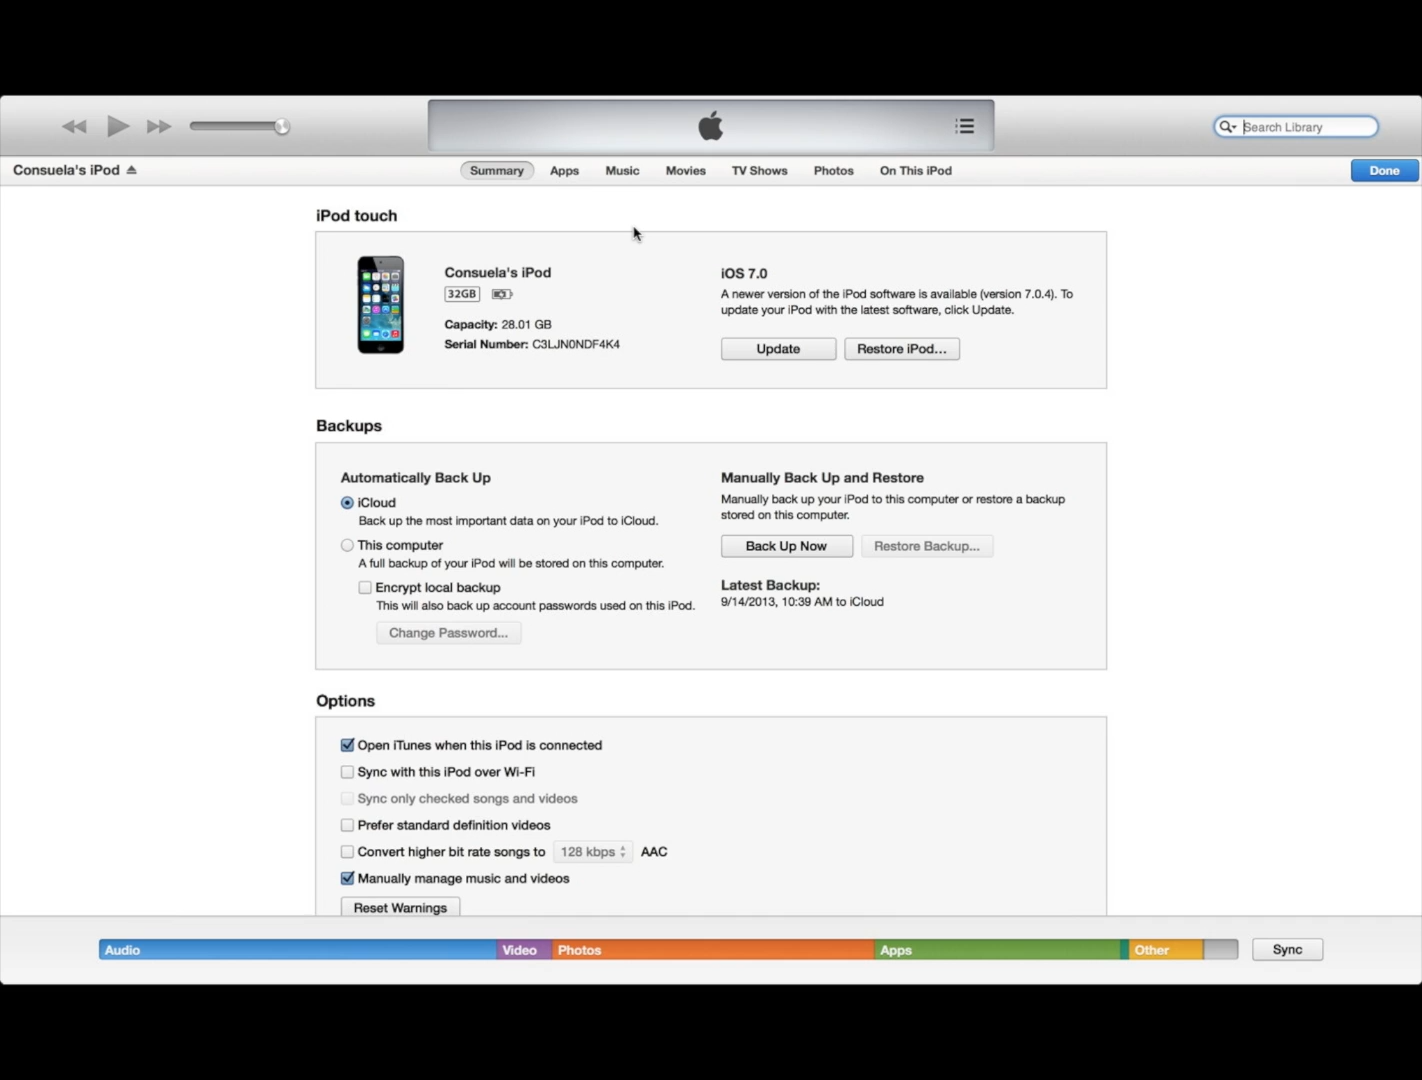 Search Library
Consuela's iPod
Summary Apps Music Movies TV Shows Photos On This iPod
Done
iPod touch
Consuela's iPod
32GB
Capacity: 28.01 GB
Serial Number: C3LJN0NDF4K4
iOS 7.0
A newer version of the iPod software is available (version 7.0.4). To
update your iPod with the latest software, click Update.
Update Restore iPod...
Backups
Automatically Back Up
iCloud
Back up the most important data on your iPod to iCloud.
This computer
A full backup of your iPod will be stored on this computer.
Encrypt local backup
This will also back up account passwords used on this iPod.
Change Password...
Manually Back Up and Restore
Manually back up your iPod to this computer or restore a backup
stored on this computer.
Back Up Now Restore Backup...
Latest Backup:
9/14/2013, 10:39 AM to iCloud
Options
Open iTunes when this iPod is connected
Sync with this iPod over Wi-Fi
Sync only checked songs and videos
Prefer standard definition videos
Convert higher bit rate songs to 128 kbps AAC
Manually manage music and videos
Reset Warnings
Audio Video Photos Apps Other Sync